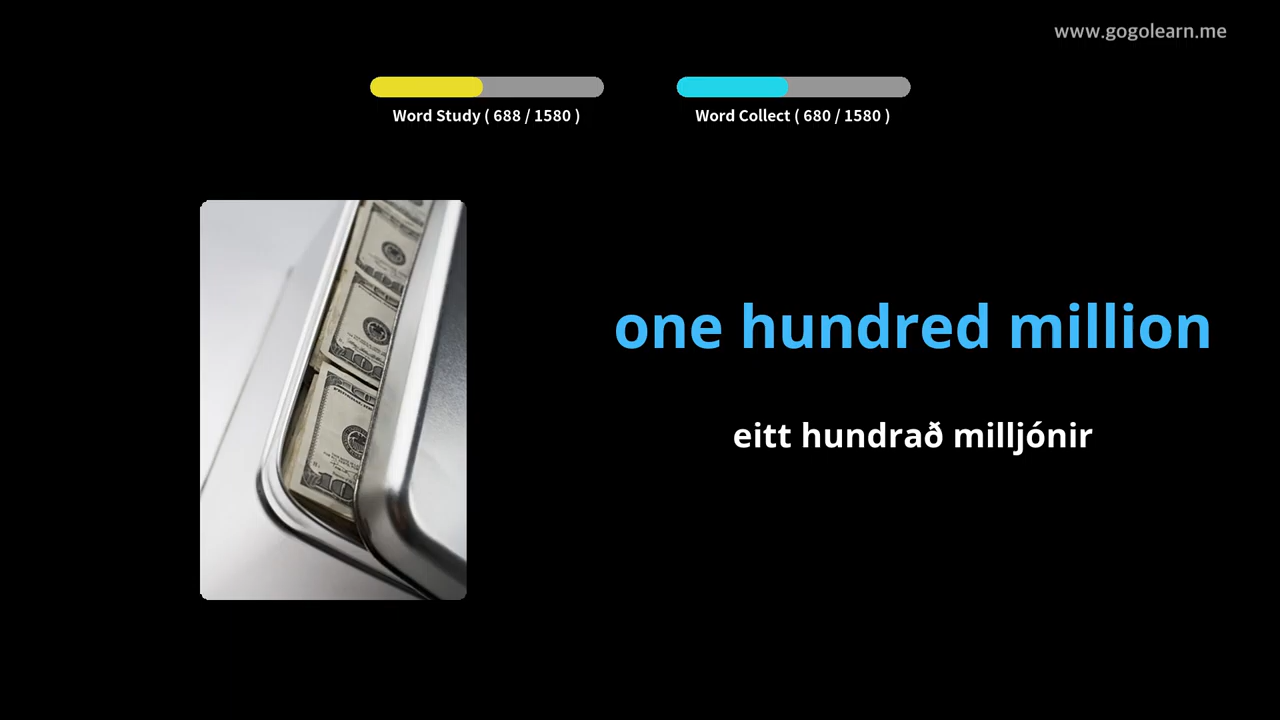 www.gogolearn.me
Word Study ( 688 / 1580 )
Word Collect ( 680 / 1580 )
one hundred million
eitt hundrað milljónir